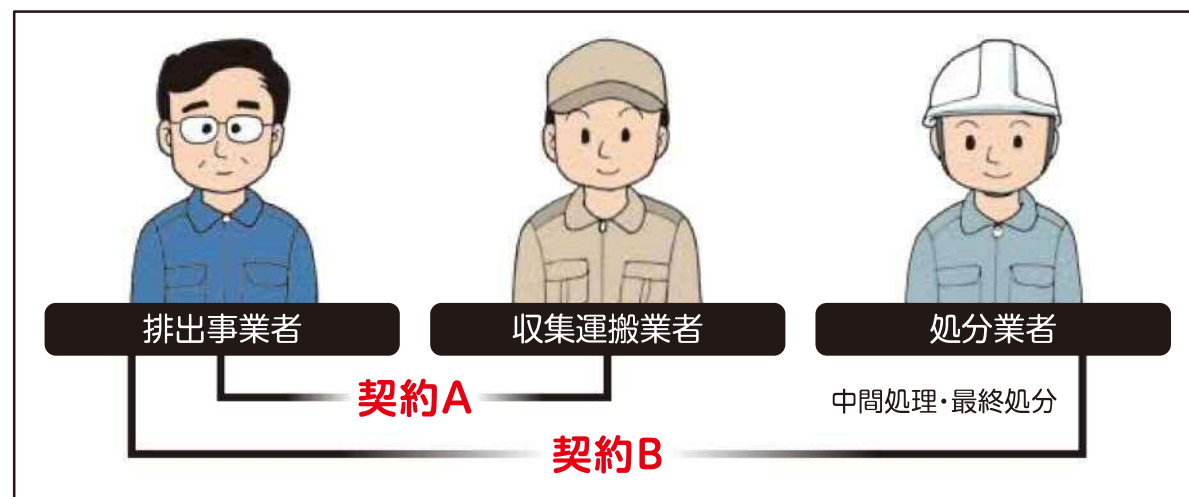 排出事業者
収集運搬業者
処分業者
契約A
中間処理・最終処分
契約B